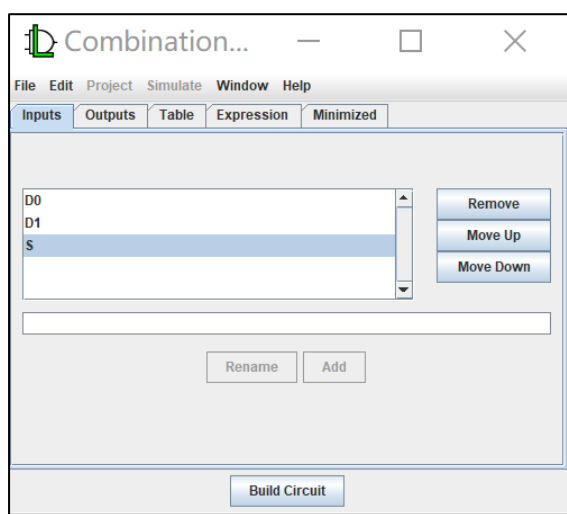 Combination...
File Edit Project Simulate Window Help
Inputs Outputs Table Expression Minimized
D0
D1
S
Remove
Move Up
Move Down
Rename Add
Build Circuit